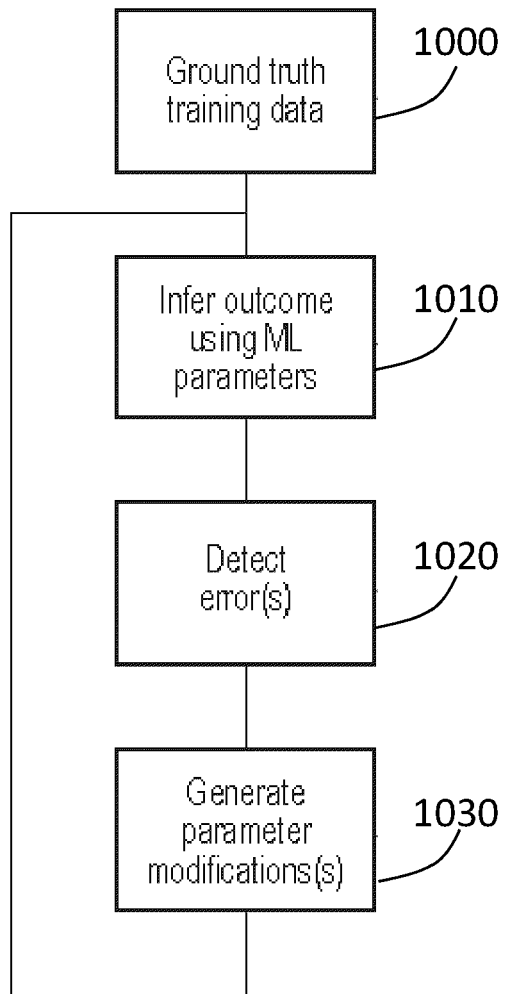 Ground truth
training data
1000
Infer outcome
using ML
parameters
1010
Detect
error(s)
1020
Generate
parameter
modifications(s)
1030